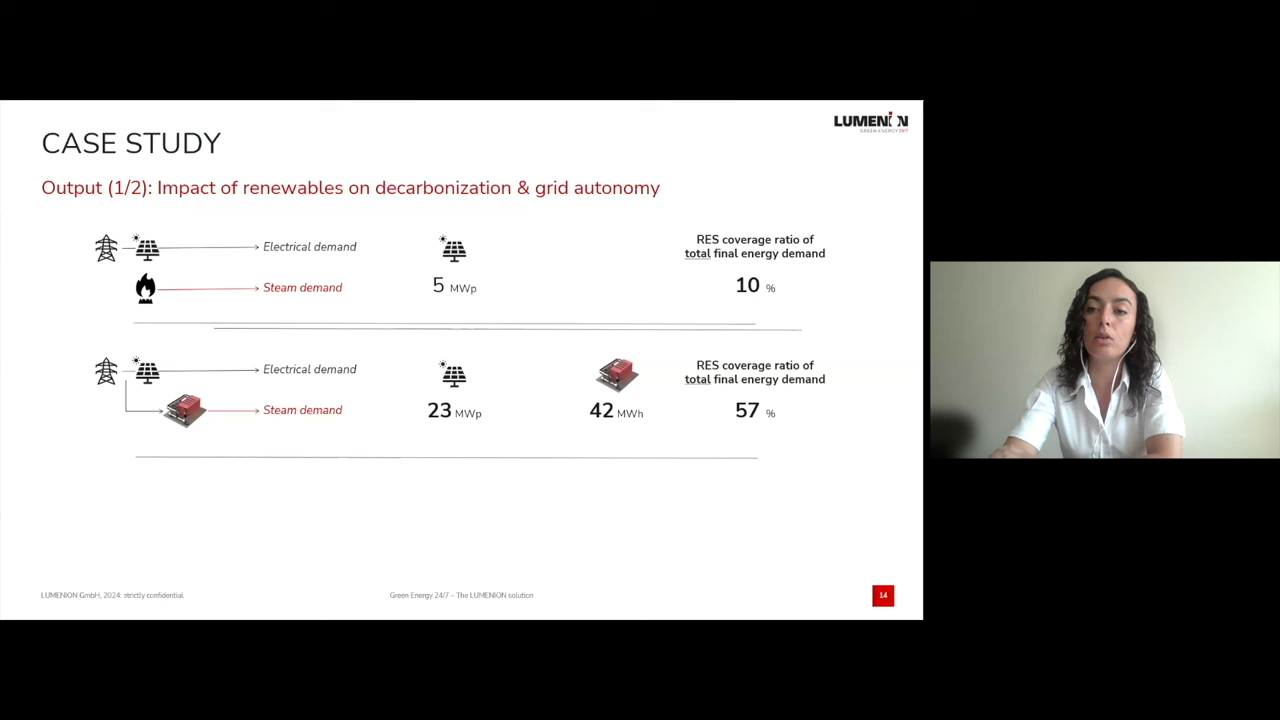 LUMENION
GREEN ENERGY 24/7
CASE STUDY
Output (1/2): Impact of renewables on decarbonization & grid autonomy
Electrical demand
Steam demand
5 MWp
RES coverage ratio of
total final energy demand
10 %
Electrical demand
Steam demand
23 MWp
42 MWh
RES coverage ratio of
total final energy demand
57 %
LUMENION GmbH, 2024: strictly confidential
Green Energy 24/7 – The LUMENION solution
14